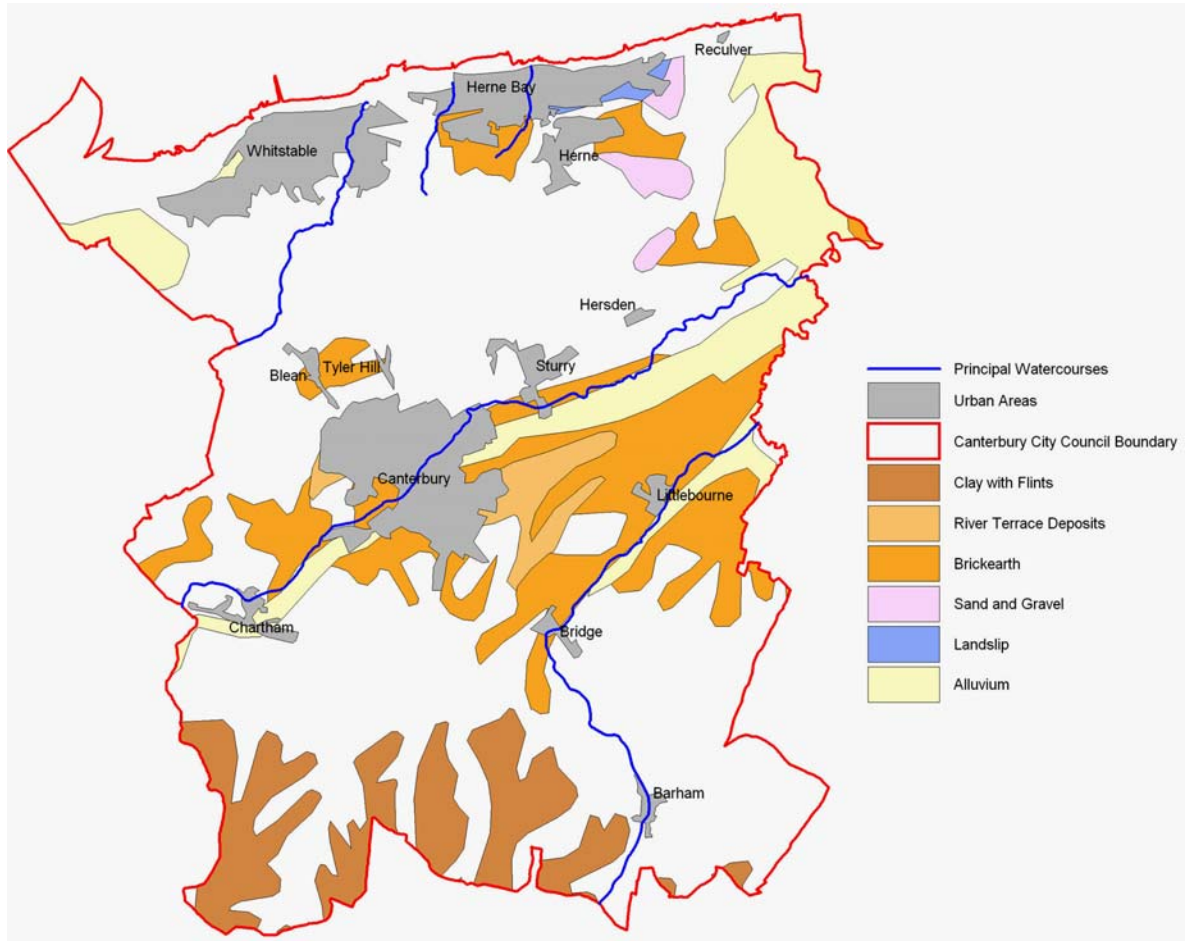 Reculver
Herne Bay
Whitstable
Herne
Hersden
Sturry
Tyler Hill
Blean
Canterbury
Littlebourne
Chartham
Bridge
Barham
Principal Watercourses
Urban Areas
Canterbury City Council Boundary
Clay with Flints
River Terrace Deposits
Brickearth
Sand and Gravel
Landslip
Alluvium